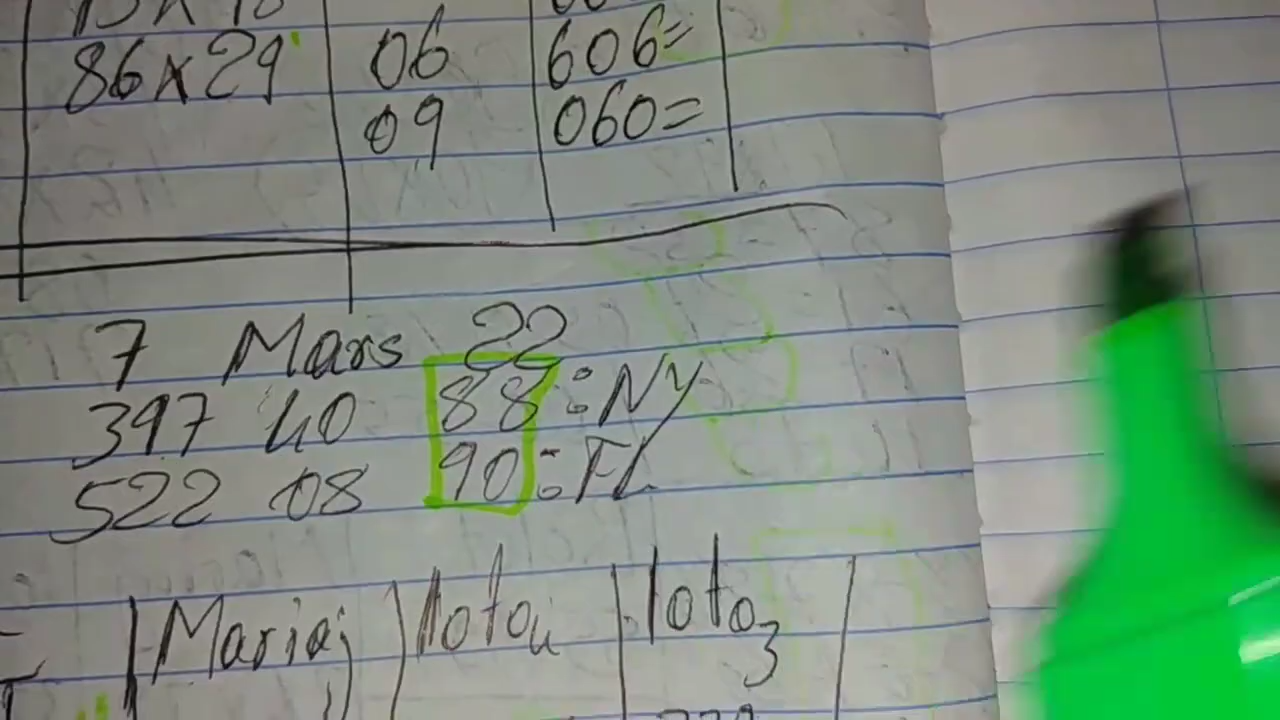 86x29 06 606=
09 060=
7 Mars 22
397 40 88:NY
522 08 90:FL
Mariaj loto4 loto3